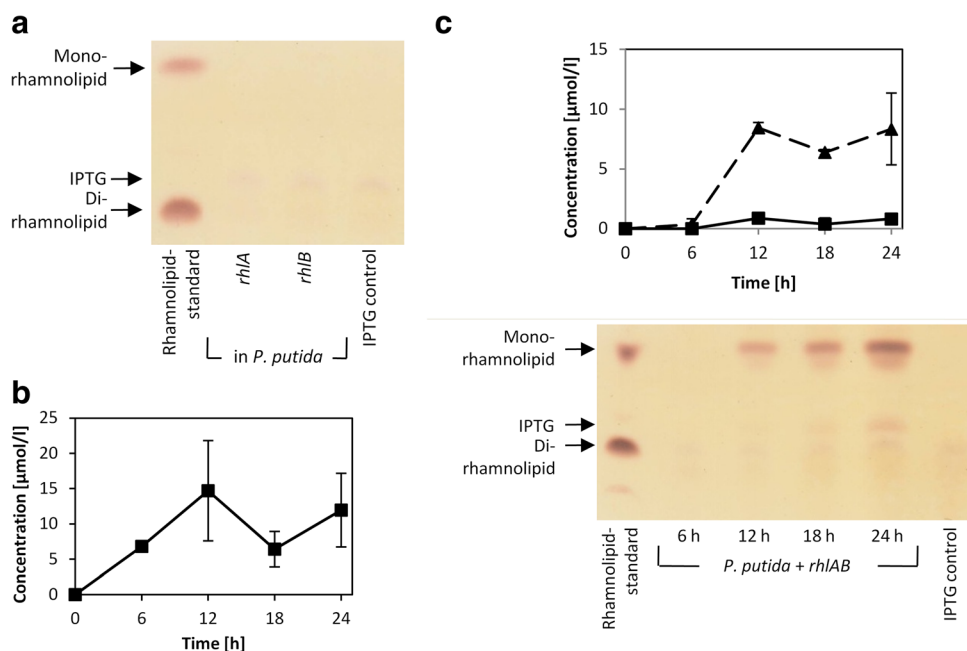 a
Mono-
rhamnolipid
IPTG
Di-
rhamnolipid
Rhamnolipid-
standard
rhlA
rhlB
IPTG control
in P. putida
b
Concentration [µmol/l]
25
20
15
10
5
0
0 6 12 18 24
Time [h]
c
Concentration [µmol/l]
15
10
5
0
0 6 12 18 24
Time [h]
Mono-
rhamnolipid
IPTG
Di-
rhamnolipid
Rhamnolipid-
standard
6 h 12 h 18 h 24 h
P. putida + rhlAB
IPTG control